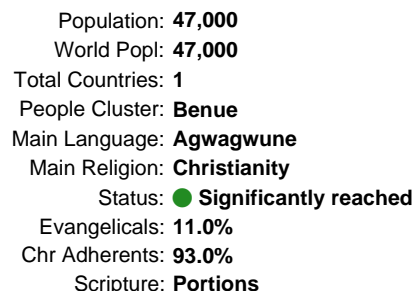 Population: 47,000
World Popl: 47,000
Total Countries: 1
People Cluster: Benue
Main Language: Agwagwune
Main Religion: Christianity
Status: Significantly reached
Evangelicals: 11.0%
Chr Adherents: 93.0%
Scripture: Portions